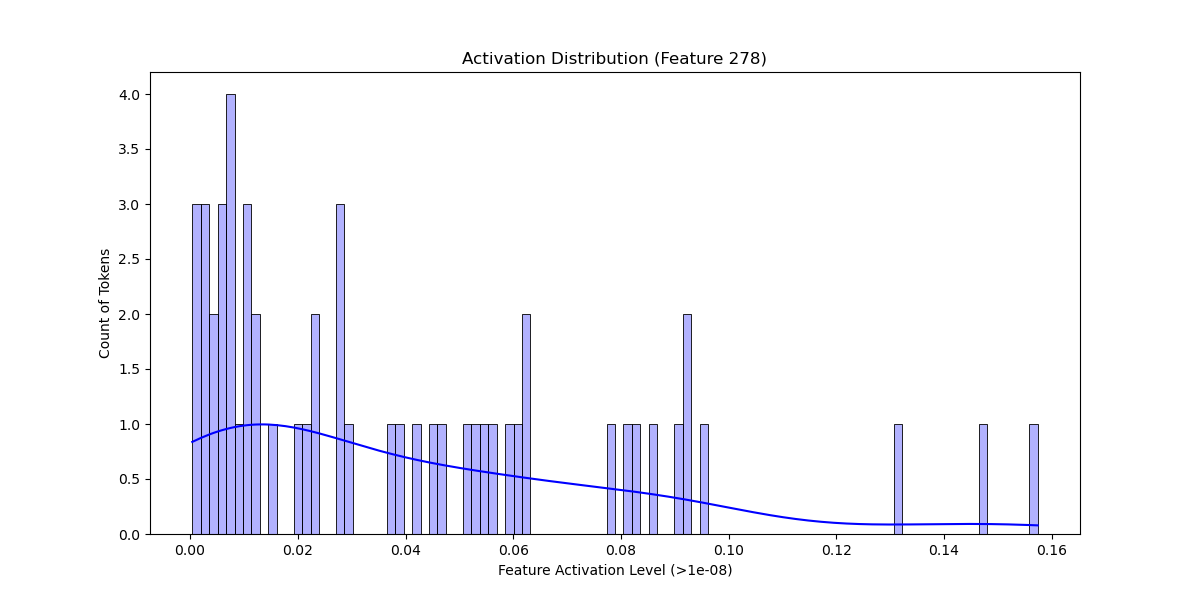 Activation Distribution (Feature 278)
4.0
3.5
3.0
2.5
2.0
1.5
1.0
0.5
0.0
Count of Tokens
0.00 0.02 0.04 0.06 0.08 0.10 0.12 0.14 0.16
Feature Activation Level (>1e-08)